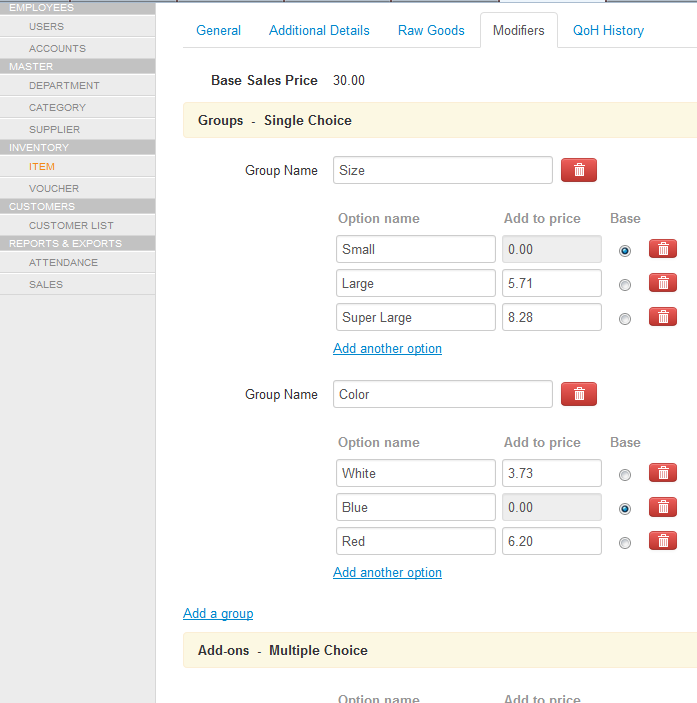 EMPLOYEES
USERS
ACCOUNTS
MASTER
DEPARTMENT
CATEGORY
SUPPLIER
INVENTORY
ITEM
VOUCHER
CUSTOMERS
CUSTOMER LIST
REPORTS & EXPORTS
ATTENDANCE
SALES
General Additional Details Raw Goods Modifiers QoH History
Base Sales Price 30.00
Groups - Single Choice
Group Name Size
Option name Add to price Base
Small 0.00
Large 5.71
Super Large 8.28
Add another option
Group Name Color
Option name Add to price Base
White 3.73
Blue 0.00
Red 6.20
Add another option
Add a group
Add-ons - Multiple Choice
Option name Add to price